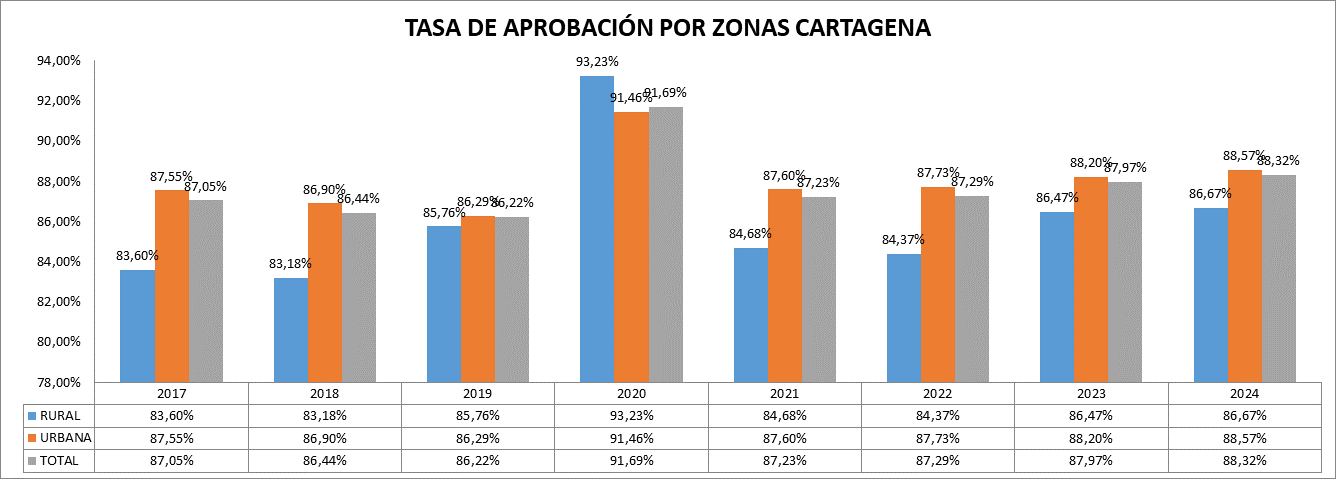 TASA DE APROBACIÓN POR ZONAS CARTAGENA
94,00%
92,00%
90,00%
88,00%
86,00%
84,00%
82,00%
80,00%
78,00%
83,60% 87,55% 87,05%
83,18% 86,90% 86,44%
85,76% 86,29% 86,22%
93,23% 91,46% 91,69%
84,68% 87,60% 87,23%
84,37% 87,73% 87,29%
86,47% 88,20% 87,97%
86,67% 88,57% 88,32%
2017 2018 2019 2020 2021 2022 2023 2024
RURAL 83,60% 83,18% 85,76% 93,23% 84,68% 84,37% 86,47% 86,67%
URBANA 87,55% 86,90% 86,29% 91,46% 87,60% 87,73% 88,20% 88,57%
TOTAL 87,05% 86,44% 86,22% 91,69% 87,23% 87,29% 87,97% 88,32%